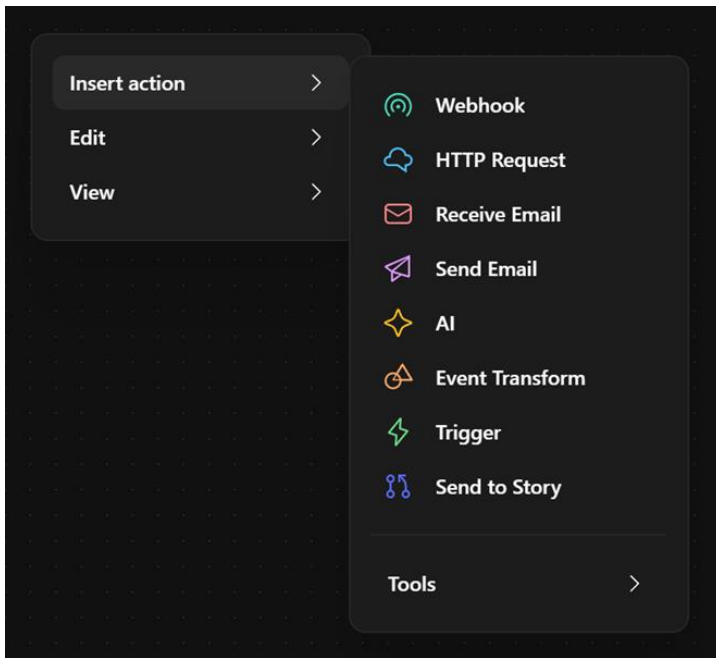 Insert action
Edit
View
Webhook
HTTP Request
Receive Email
Send Email
AI
Event Transform
Trigger
Send to Story
Tools